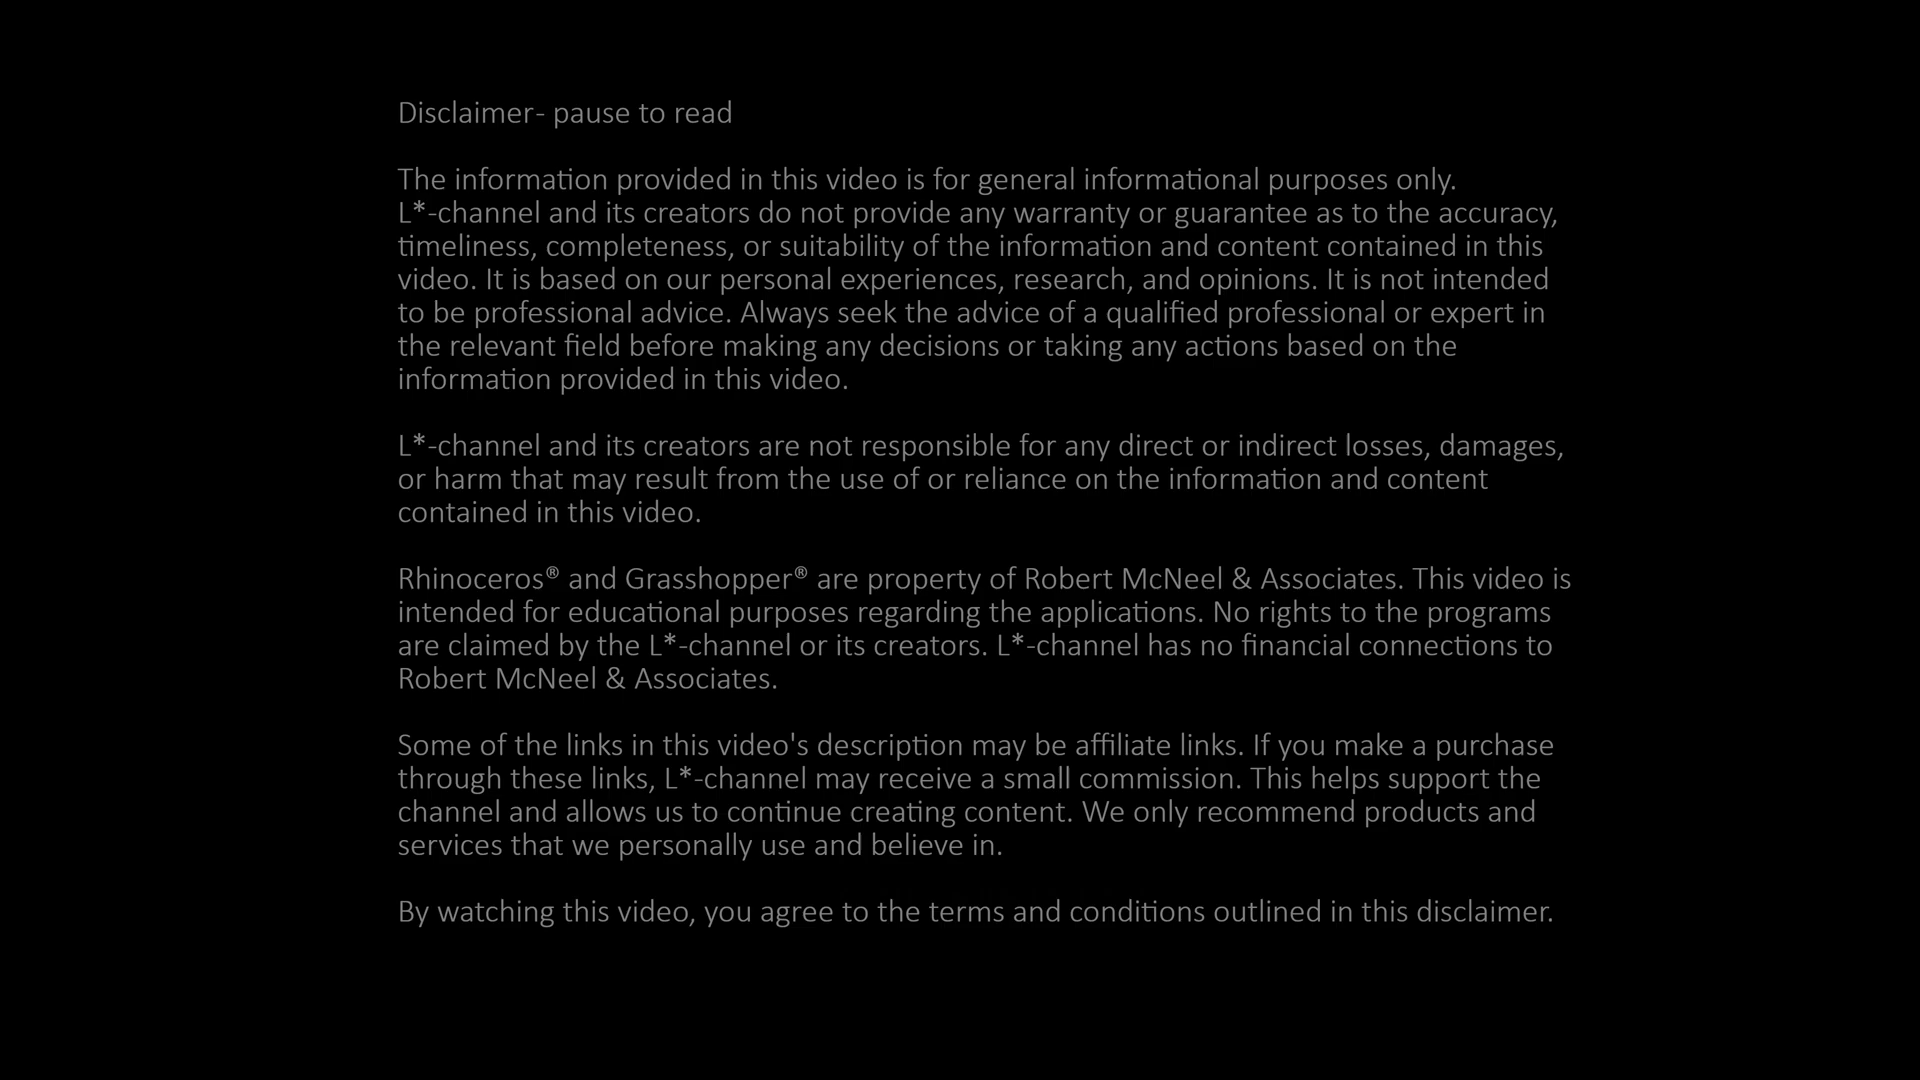 Disclaimer- pause to read
The information provided in this video is for general informational purposes only.
L*-channel and its creators do not provide any warranty or guarantee as to the accuracy,
timeliness, completeness, or suitability of the information and content contained in this
video. It is based on our personal experiences, research, and opinions. It is not intended
to be professional advice. Always seek the advice of a qualified professional or expert in
the relevant field before making any decisions or taking any actions based on the
information provided in this video.
L*-channel and its creators are not responsible for any direct or indirect losses, damages,
or harm that may result from the use of or reliance on the information and content
contained in this video.
Rhinoceros® and Grasshopper® are property of Robert McNeel & Associates. This video is
intended for educational purposes regarding the applications. No rights to the programs
are claimed by the L*-channel or its creators. L*-channel has no financial connections to
Robert McNeel & Associates.
Some of the links in this video's description may be affiliate links. If you make a purchase
through these links, L*-channel may receive a small commission. This helps support the
channel and allows us to continue creating content. We only recommend products and
services that we personally use and believe in.
By watching this video, you agree to the terms and conditions outlined in this disclaimer.